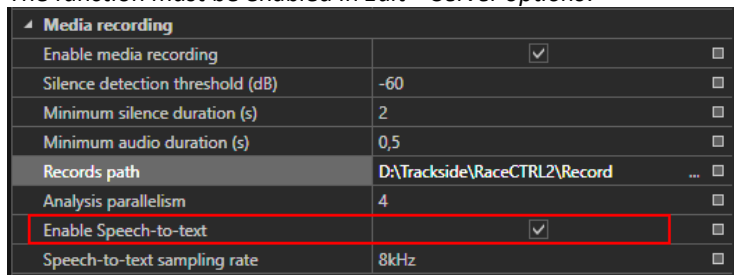 The function must be enabled in Edit – Server options:
Media recording
Enable media recording
Silence detection threshold (dB) -60
Minimum silence duration (s) 2
Minimum audio duration (s) 0,5
Records path D:\Trackside\RaceCTRL2\Record ...
Analysis parallelism 4
Enable Speech-to-text
Speech-to-text sampling rate 8kHz